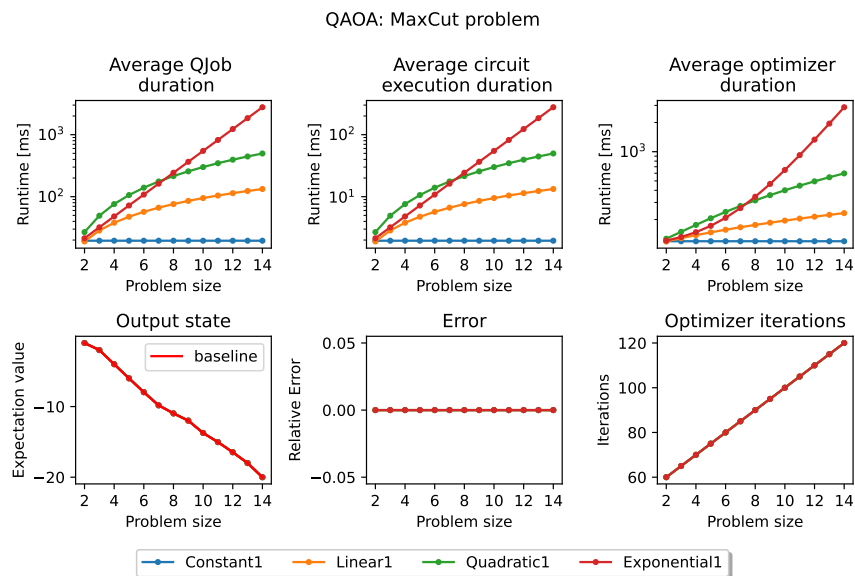 QAOA: MaxCut problem
Average QJob
duration
Runtime [ms]
10³
10²
2 4 6 8 10 12 14
Problem size
Average circuit
execution duration
Runtime [ms]
10²
10¹
2 4 6 8 10 12 14
Problem size
Average optimizer
duration
Runtime [ms]
10³
2 4 6 8 10 12 14
Problem size
Output state
Expectation value
−10
−20
baseline
2 4 6 8 10 12 14
Problem size
Error
Relative Error
0.05
0.00
−0.05
2 4 6 8 10 12 14
Problem size
Optimizer iterations
Iterations
120
100
80
60
2 4 6 8 10 12 14
Problem size
Constant1 Linear1 Quadratic1 Exponential1